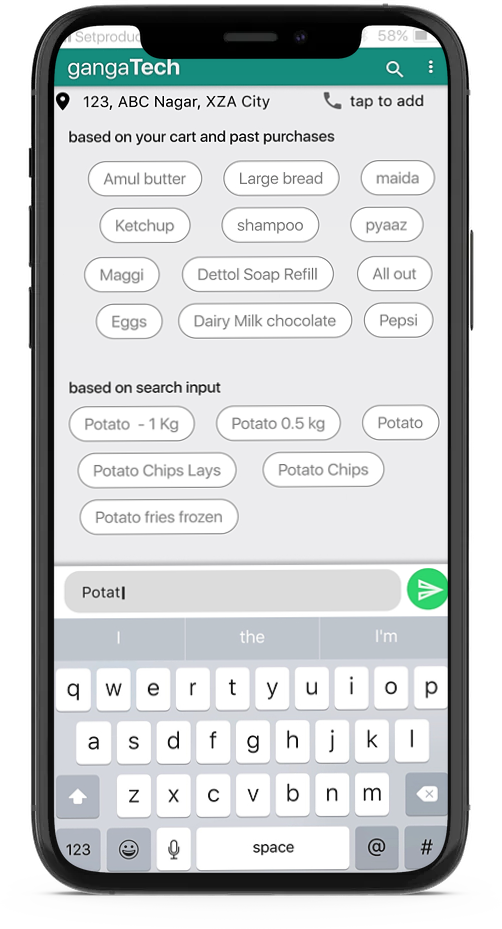 Setproduc 58%
gangaTech
123, ABC Nagar, XZA City tap to add
based on your cart and past purchases
Amul butter Large bread maida
Ketchup shampoo pyaaz
Maggi Dettol Soap Refill All out
Eggs Dairy Milk chocolate Pepsi
based on search input
Potato - 1 Kg Potato 0.5 kg Potato
Potato Chips Lays Potato Chips
Potato fries frozen
Potat
I the I'm
q w e r t y u i o p
a s d f g h j k l
z x c v b n m
123 space @ #